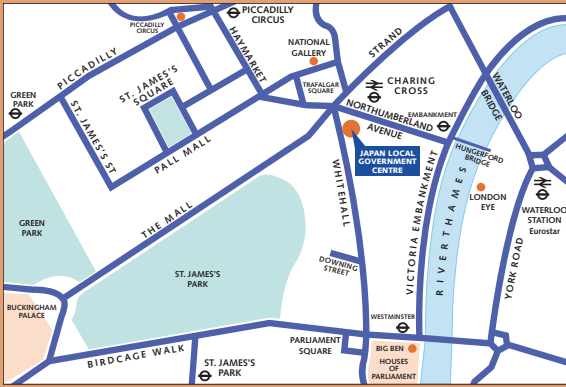 PICCADILLY
CIRCUS
PICCADILLY
CIRCUS
NATIONAL
GALLERY
HAYMARKET
STRAND
PICCADILLY
ST. JAMES'S
SQUARE
TRAFALGAR
SQUARE
CHARING
CROSS
WATERLOO
BRIDGE
GREEN
PARK
ST. JAMES'S ST
PALL MALL
NORTHUMBERLAND
AVENUE
EMBANKMENT
JAPAN LOCAL
GOVERNMENT
CENTRE
HUNGERFORD
BRIDGE
LONDON
EYE
WATERLOO
STATION
Eurostar
WHITEHALL
VICTORIA EMBANKMENT
RIVER THAMES
YORK ROAD
THE MALL
GREEN
PARK
ST. JAMES'S
PARK
DOWNING
STREET
BUCKINGHAM
PALACE
WESTMINSTER
BIRDCAGE WALK
ST. JAMES'S
PARK
PARLIAMENT
SQUARE
BIG BEN
HOUSES
OF
PARLIAMENT